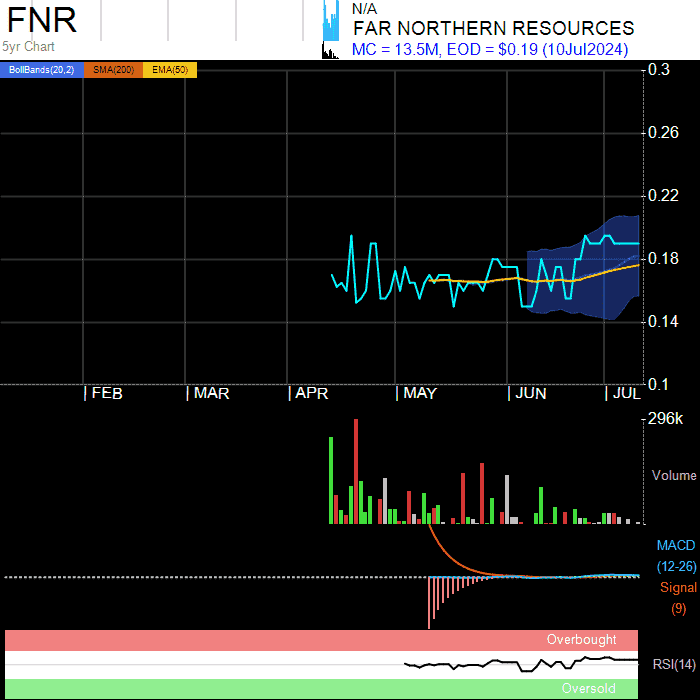 FNR
5yr Chart
N/A
FAR NORTHERN RESOURCES
MC = 13.5M, EOD = $0.19 (10Jul2024)
BollBands(20,2) SMA(200) EMA(50)
0.3
0.26
0.22
0.18
0.14
0.1
FEB MAR APR MAY JUN JUL
296k
Volume
MACD
(12-26)
Signal
(9)
Overbought
RSI(14)
Oversold